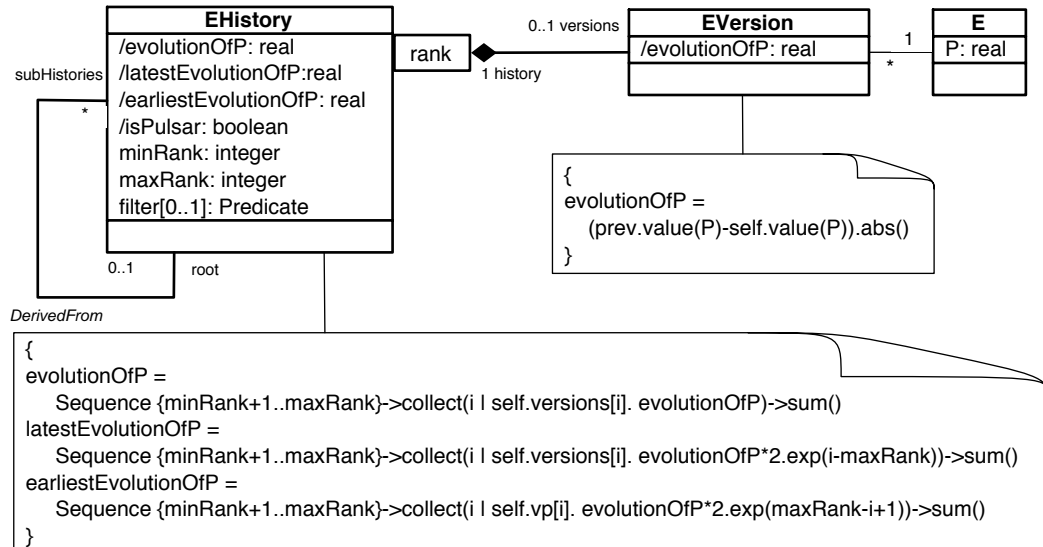 EHistory
/evolutionOfP: real
/latestEvolutionOfP:real
/earliestEvolutionOfP: real
/isPulsar: boolean
minRank: integer
maxRank: integer
filter[0..1]: Predicate
rank
0..1 versions
1 history
EVersion
/evolutionOfP: real
1
*
E
P: real
subHistories
*
0..1
root
DerivedFrom
{
evolutionOfP =
(prev.value(P)-self.value(P)).abs()
}
{
evolutionOfP =
Sequence {minRank+1..maxRank}->collect(i | self.versions[i]. evolutionOfP)->sum()
latestEvolutionOfP =
Sequence {minRank+1..maxRank}->collect(i | self.versions[i]. evolutionOfP*2.exp(i-maxRank))->sum()
earliestEvolutionOfP =
Sequence {minRank+1..maxRank}->collect(i | self.vp[i]. evolutionOfP*2.exp(maxRank-i+1))->sum()
}